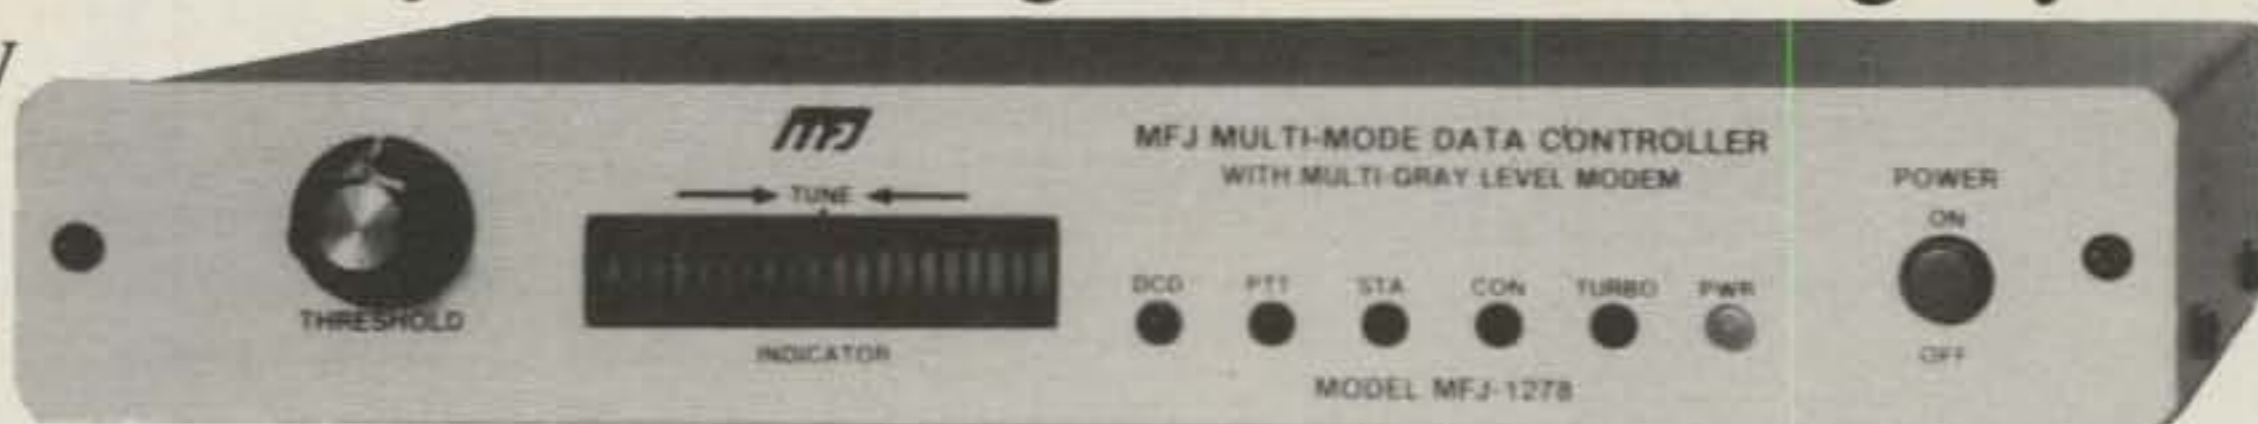 MFJ
TUNE
THRESHOLD
INDICATOR
MFJ MULTI-MODE DATA CONTROLLER
WITH MULTI-GRAY LEVEL MODEM
DCD PTT STA CON TURBO PWR
MODEL MFJ-1278
POWER
ON
OFF